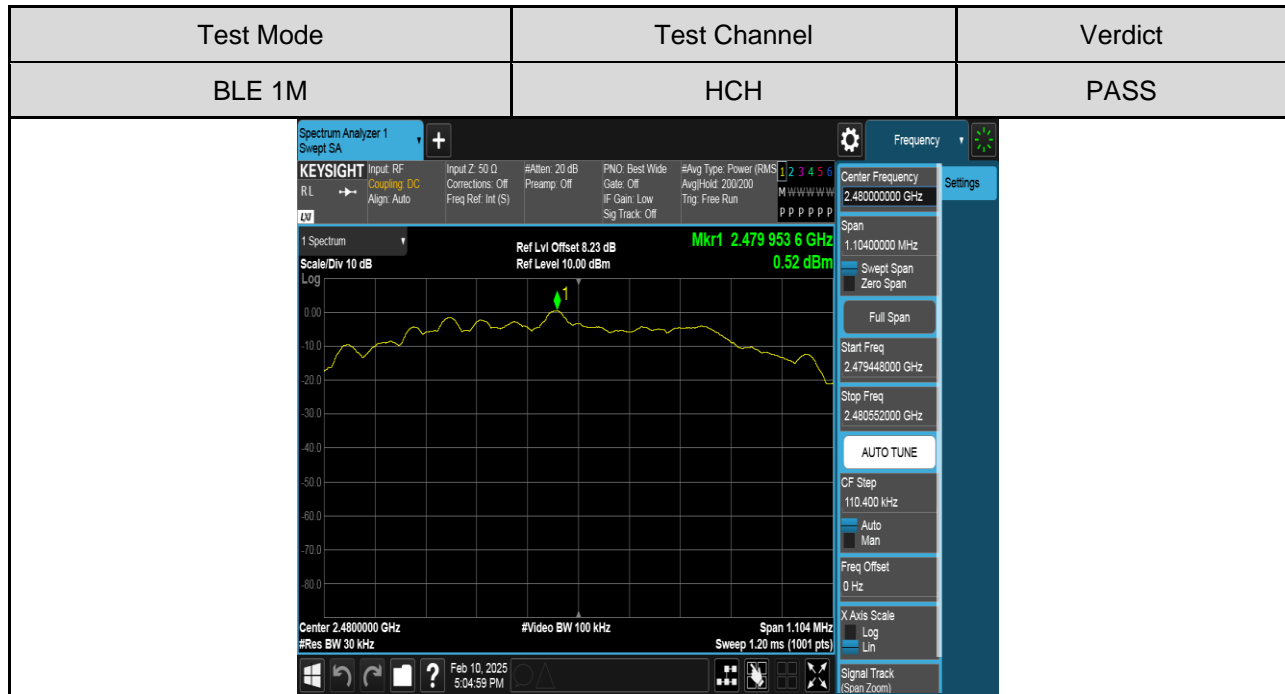 Test Mode Test Channel Verdict
BLE 1M HCH PASS
Spectrum Analyzer 1
Swept SA
+
Frequency
KEYSIGHT
RL
LXI
Input: RF
Coupling: DC
Align: Auto
Input Z: 50 Ω
Corrections: Off
Freq Ref: Int (S)
#Atten: 20 dB
Preamp: Off
PNO: Best Wide
Gate: Off
IF Gain: Low
Sig Track: Off
#Avg Type: Power (RMS
Avg|Hold: 200/200
Trig: Free Run
1 2 3 4 5 6
M W W W W W
P P P P P P
1 Spectrum
Scale/Div 10 dB
Ref Lvl Offset 8.23 dB
Ref Level 10.00 dBm
Mkr1 2.479 953 6 GHz
0.52 dBm
Log
1
0.00
-10.0
-20.0
-30.0
-40.0
-50.0
-60.0
-70.0
-80.0
Center 2.4800000 GHz
#Res BW 30 kHz
#Video BW 100 kHz
Span 1.104 MHz
Sweep 1.20 ms (1001 pts)
?
Feb 10, 2025
5:04:59 PM
Center Frequency
2.480000000 GHz
Settings
Span
1.10400000 MHz
Swept Span
Zero Span
Full Span
Start Freq
2.479448000 GHz
Stop Freq
2.480552000 GHz
AUTO TUNE
CF Step
110.400 kHz
Auto
Man
Freq Offset
0 Hz
X Axis Scale
Log
Lin
Signal Track
(Span Zoom)